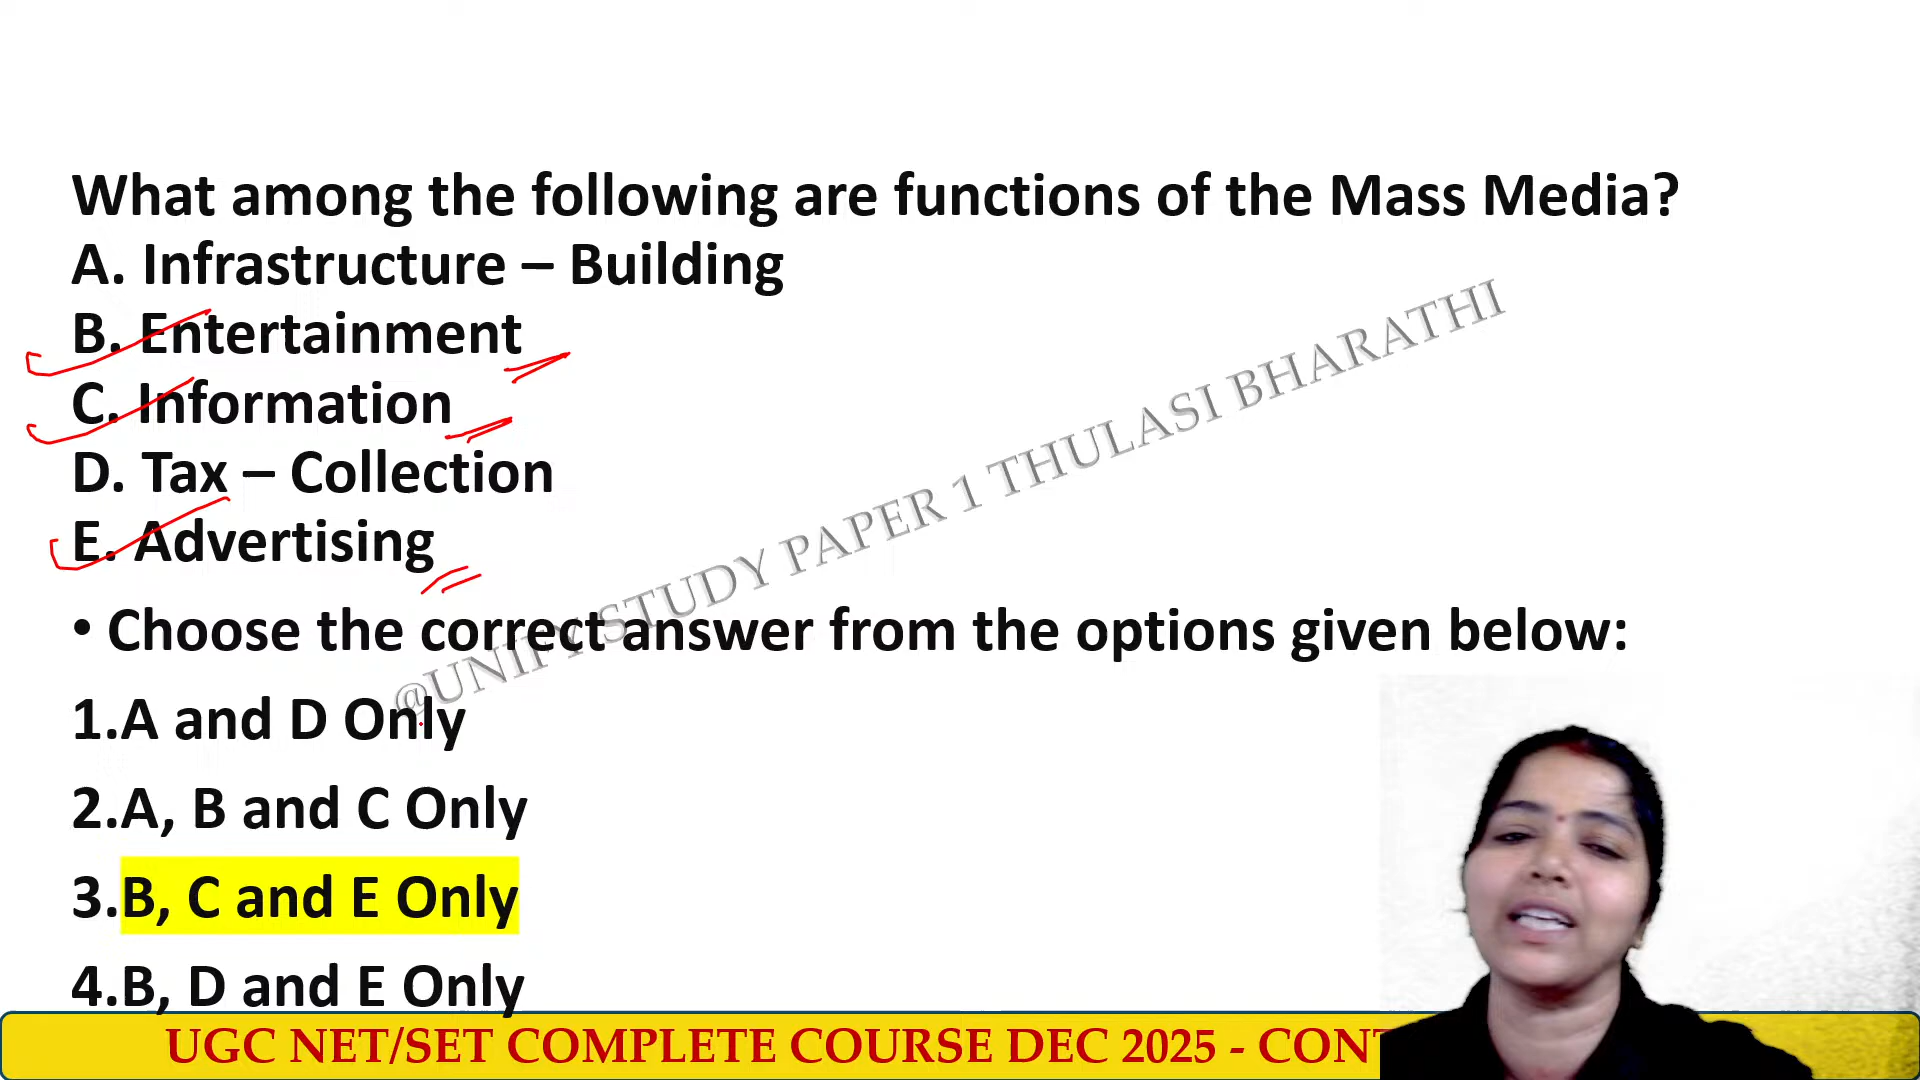 What among the following are functions of the Mass Media?
A. Infrastructure – Building
B. Entertainment
C. Information
D. Tax – Collection
E. Advertising
• Choose the correct answer from the options given below:
1.A and D Only
2.A, B and C Only
3.B, C and E Only
4.B, D and E Only
@UNIFY STUDY PAPER 1 THULASI BHARATHI
UGC NET/SET COMPLETE COURSE DEC 2025 - CONT